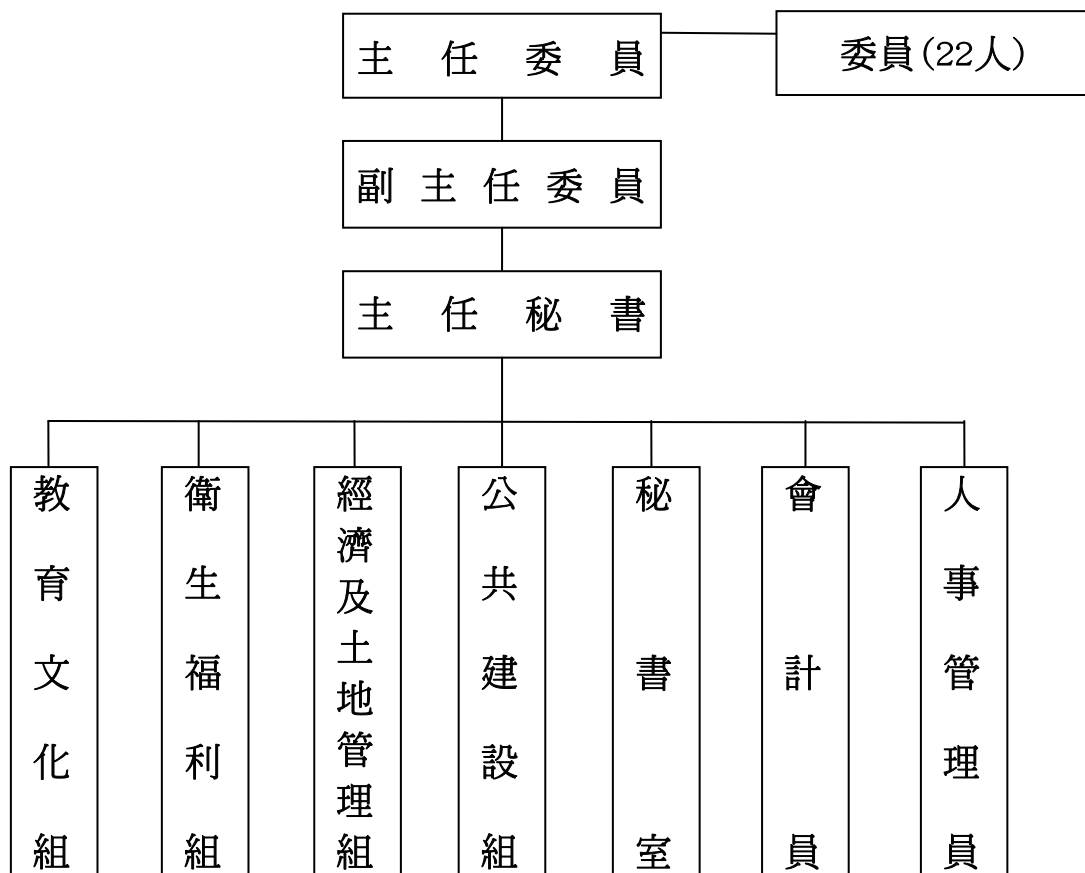 主任委員
委員(22人)
副主任委員
主任秘書
教育文化組
衛生福利組
經濟及土地管理組
公共建設組
秘書室
會計員
人事管理員